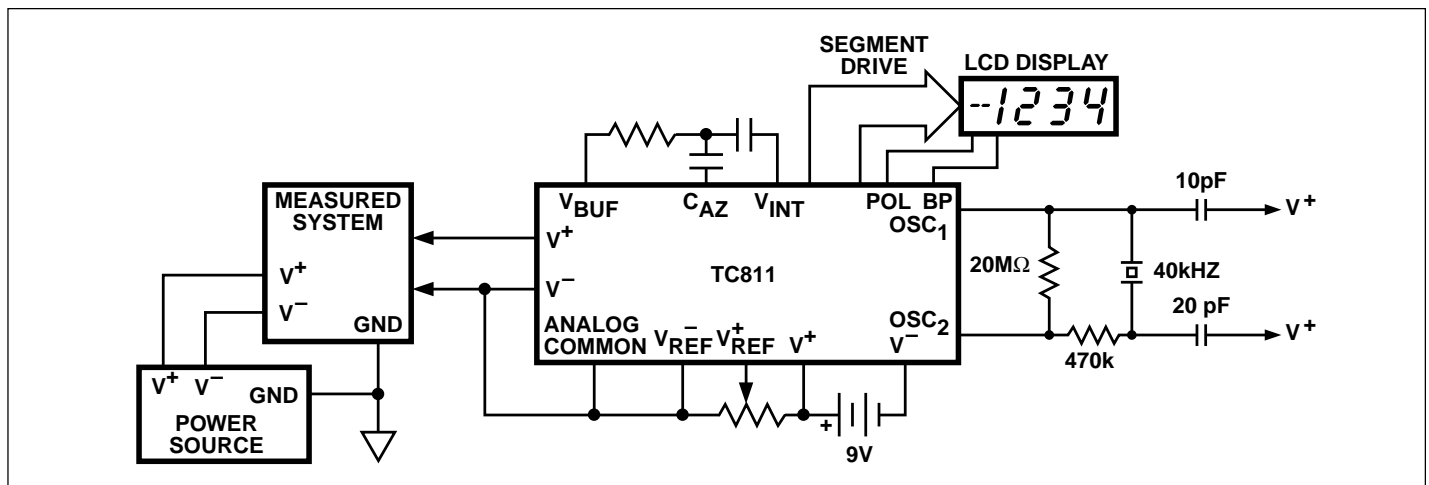 SEGMENT
DRIVE
LCD DISPLAY
--1234
MEASURED
SYSTEM
V+
V–
GND
V+
V–
GND
POWER
SOURCE
VBUF
CAZ
VINT
POL
BP
OSC1
V+
TC811
V–
ANALOG
COMMON
V–REF
V+REF
V+
OSC2
V–
+
9V
10pF
V+
20MΩ
40kHZ
20 pF
V+
470k